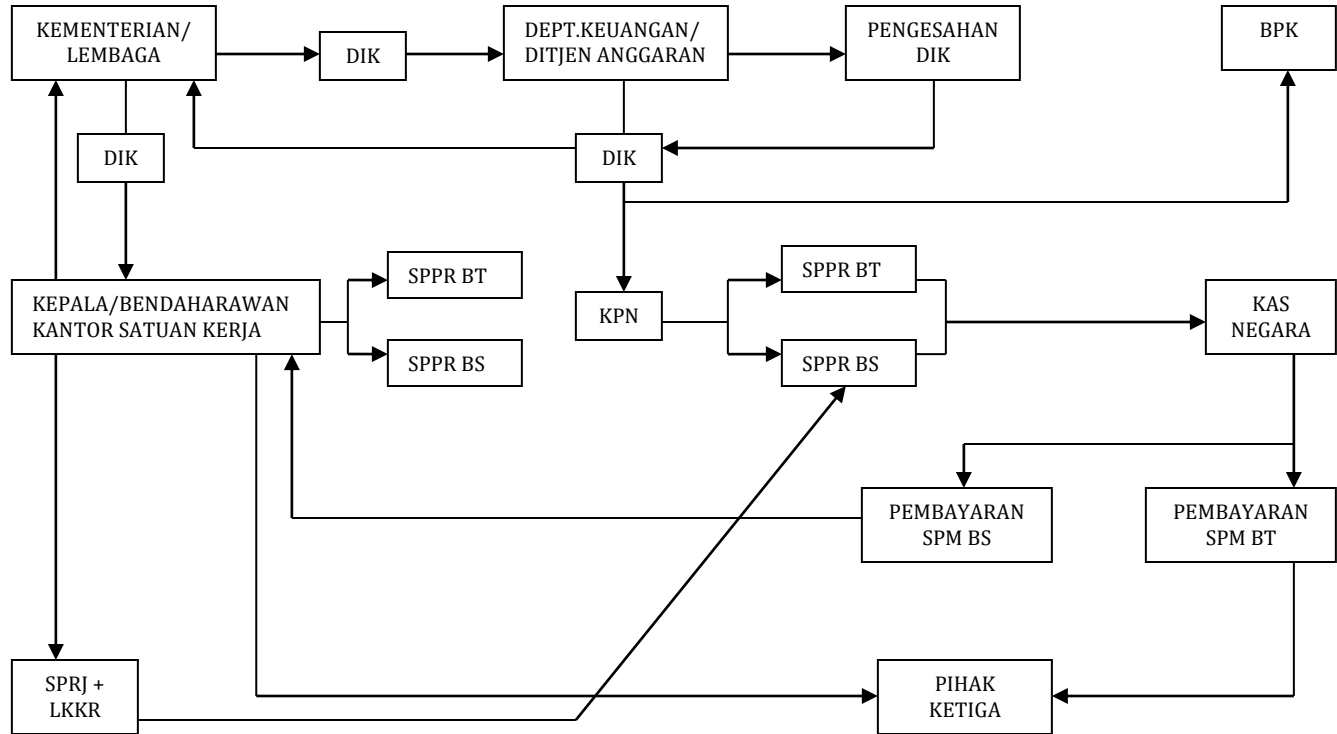 KEMENTERIAN/
LEMBAGA
DIK
DEPT.KEUANGAN/
DITJEN ANGGARAN
PENGESAHAN
DIK
BPK
DIK
DIK
SPPR BT
SPPR BT
KEPALA/BENDAHARAWAN
KANTOR SATUAN KERJA
KPN
KAS
NEGARA
SPPR BS
SPPR BS
PEMBAYARAN
SPM BS
PEMBAYARAN
SPM BT
SPRJ +
LKKR
PIHAK
KETIGA